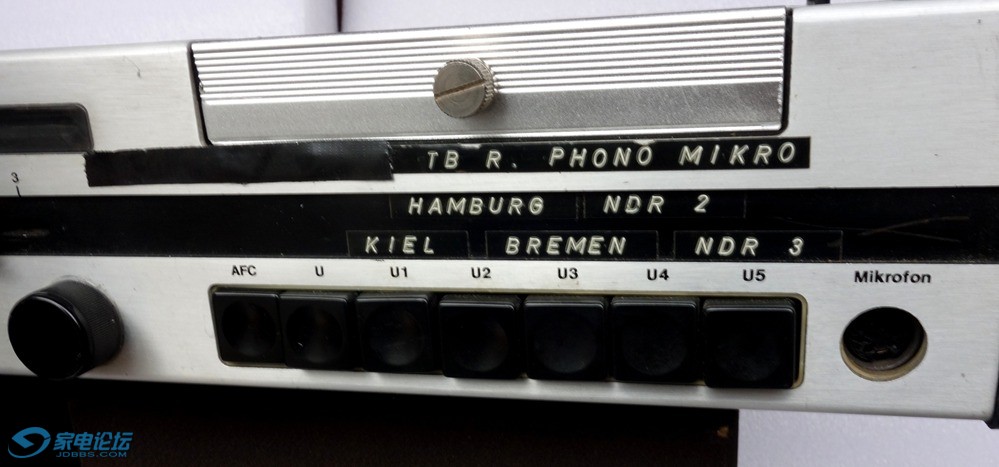 TB R. PHONO MIKRO
3
HAMBURG NDR 2
KIEL BREMEN NDR 3
AFC U U1 U2 U3 U4 U5 Mikrofon
家电论坛
JDBBS.COM